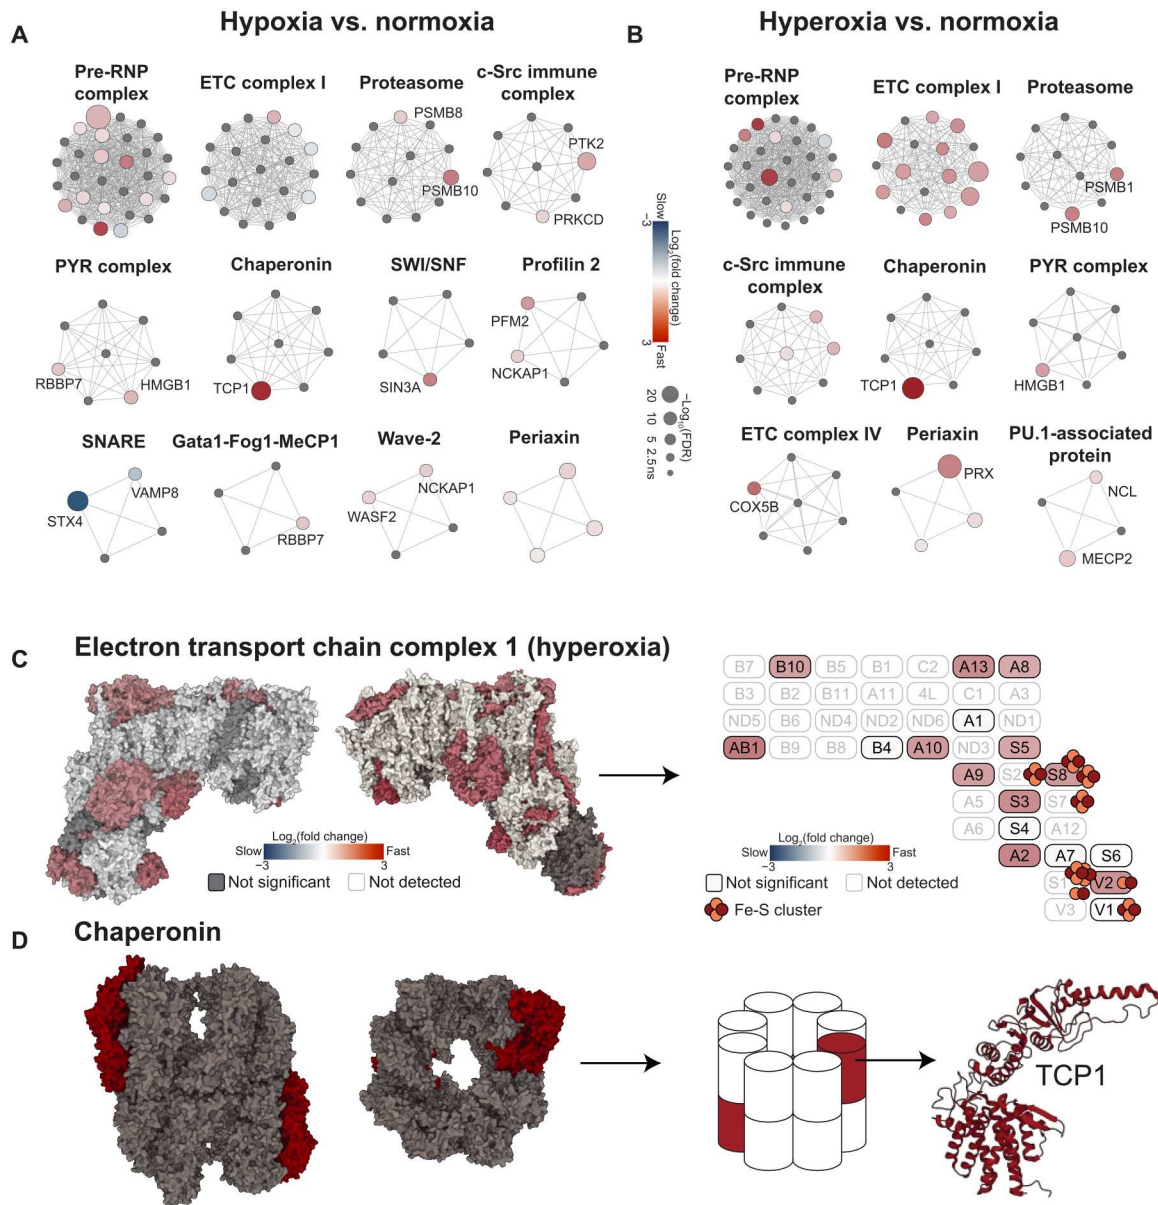 A
Hypoxia vs. normoxia
Pre-RNP
complex
ETC complex I
Proteasome
c-Src immune
complex
PSMB8
PSMB10
PTK2
PRKCD
PYR complex
Chaperonin
SWI/SNF
Profilin 2
RBBP7
HMGB1
TCP1
SIN3A
PFM2
NCKAP1
SNARE
Gata1-Fog1-MeCP1
Wave-2
Periaxin
STX4
VAMP8
RBBP7
NCKAP1
WASF2
Slow
−3
Log2(fold change)
3
Fast
20
10
5
2.5
ns
−Log10(FDR)
B
Hyperoxia vs. normoxia
Pre-RNP
complex
ETC complex I
Proteasome
PSMB1
PSMB10
c-Src immune
complex
Chaperonin
PYR complex
TCP1
HMGB1
ETC complex IV
Periaxin
PU.1-associated
protein
COX5B
PRX
NCL
MECP2
C
Electron transport chain complex 1 (hyperoxia)
Log2(fold change)
Slow
Fast
−3
3
Not significant
Not detected
B7 B10 B5 B1 C2 A13 A8
B3 B2 B11 A11 4L C1 A3
ND5 B6 ND4 ND2 ND6 A1 ND1
AB1 B9 B8 B4 A10 ND3 S5
A9 S2 S8
A5 S3 S7
A6 S4 A12
A2 A7 S6
S1 V2
V3 V1
Log2(fold change)
Slow
Fast
−3
3
Not significant
Not detected
Fe-S cluster
D
Chaperonin
TCP1